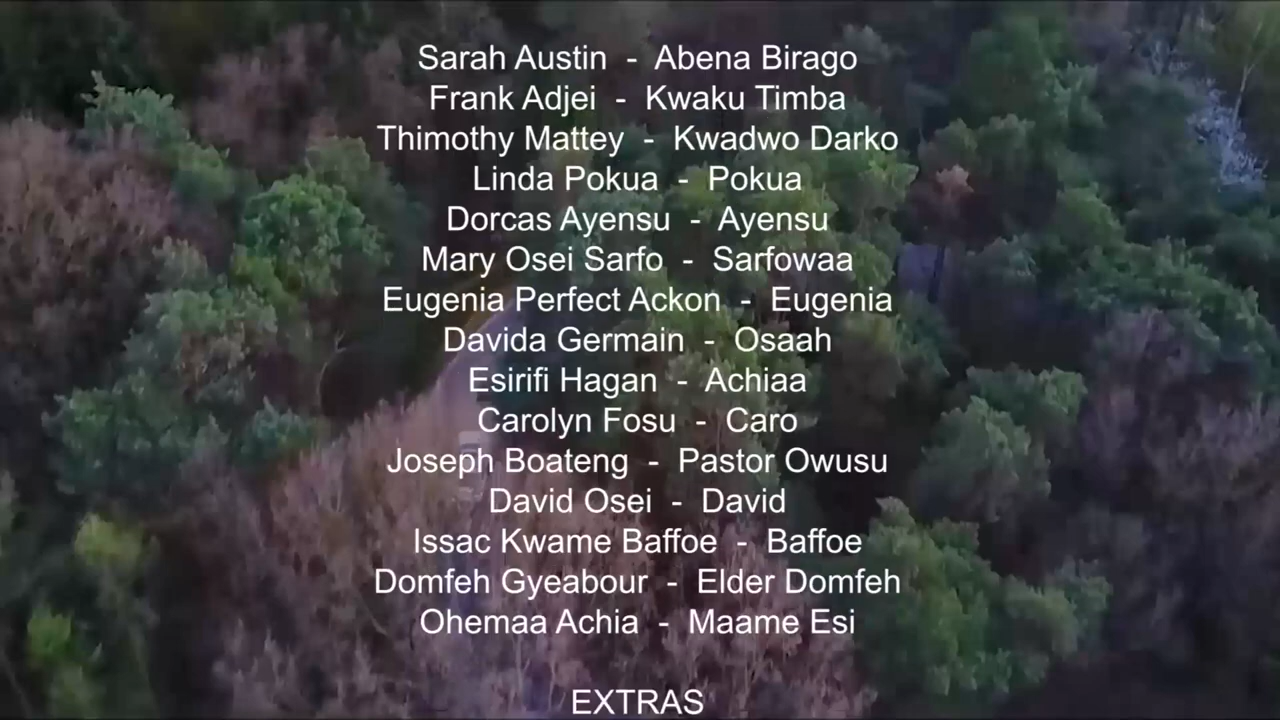 Sarah Austin - Abena Birago
Frank Adjei - Kwaku Timba
Thimothy Mattey - Kwadwo Darko
Linda Pokua - Pokua
Dorcas Ayensu - Ayensu
Mary Osei Sarfo - Sarfowaa
Eugenia Perfect Ackon - Eugenia
Davida Germain - Osaah
Esirifi Hagan - Achiaa
Carolyn Fosu - Caro
Joseph Boateng - Pastor Owusu
David Osei - David
Issac Kwame Baffoe - Baffoe
Domfeh Gyeabour - Elder Domfeh
Ohemaa Achia - Maame Esi
EXTRAS